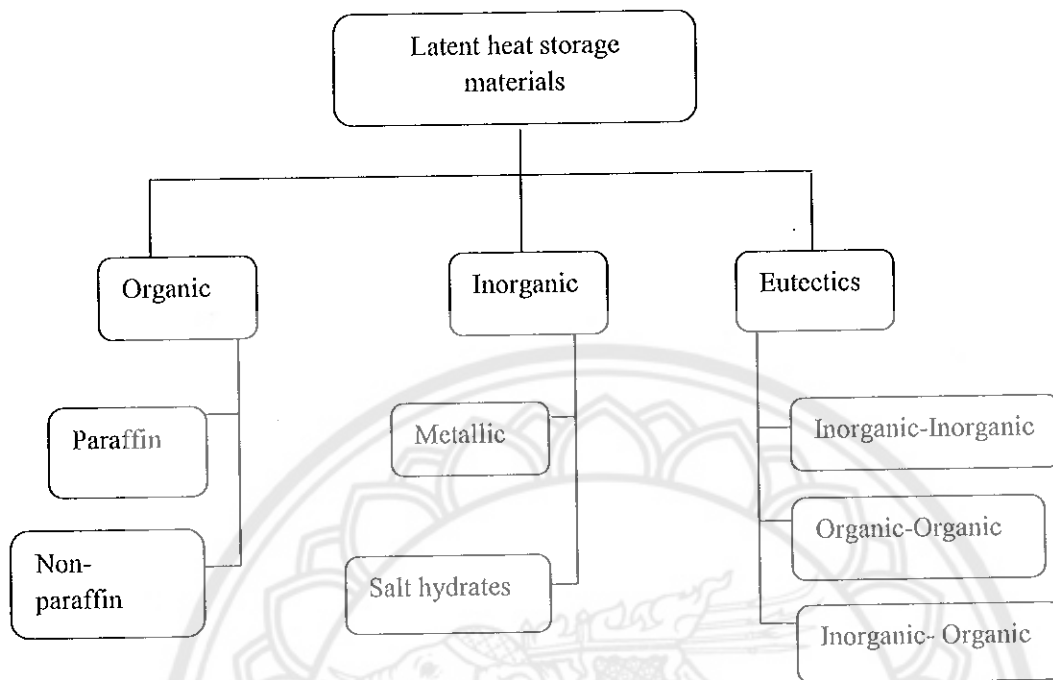 Latent heat storage
materials
Organic
Inorganic
Eutectics
Paraffin
Non-
paraffin
Metallic
Salt hydrates
Inorganic-Inorganic
Organic-Organic
Inorganic- Organic